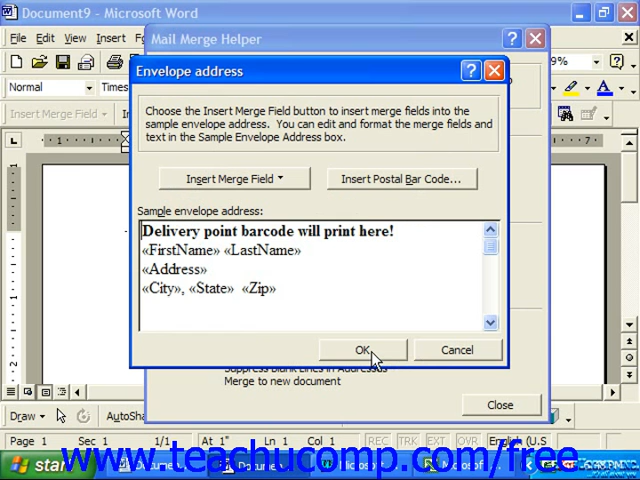 Document9 - Microsoft Word
File Edit View Insert
Mail Merge Helper
Envelope address
Normal
Times
Insert Merge Field
Choose the Insert Merge Field button to insert merge fields into the
sample envelope address. You can edit and format the merge fields and
text in the Sample Envelope Address box.
Insert Merge Field
Insert Postal Bar Code...
Sample envelope address:
Delivery point barcode will print here!
«FirstName» «LastName»
«Address»
«City», «State» «Zip»
OK
Cancel
Suppress Blank Lines in Addresses
Merge to new document
Close
Draw
AutoSha
Page 1 Sec 1 1/1 At 1" Ln 1 Col 1 REC TRK EXT OVR English (U.S
start
www.teachucomp.com/free